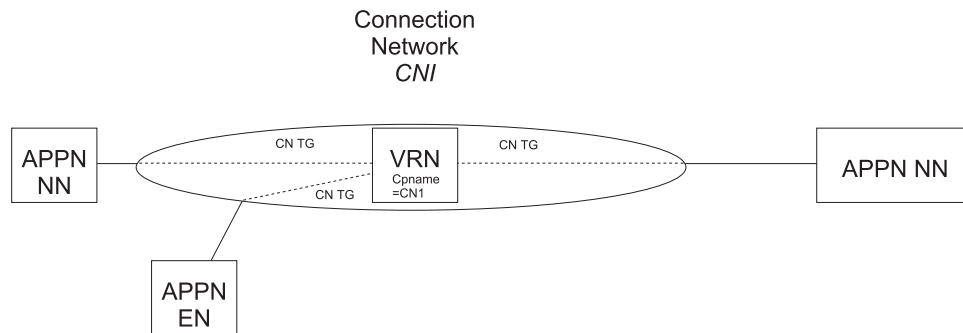 Connection
Network
CNI
CN TG
CN TG
APPN
NN
VRN
Cpname
=CN1
APPN NN
CN TG
APPN
EN